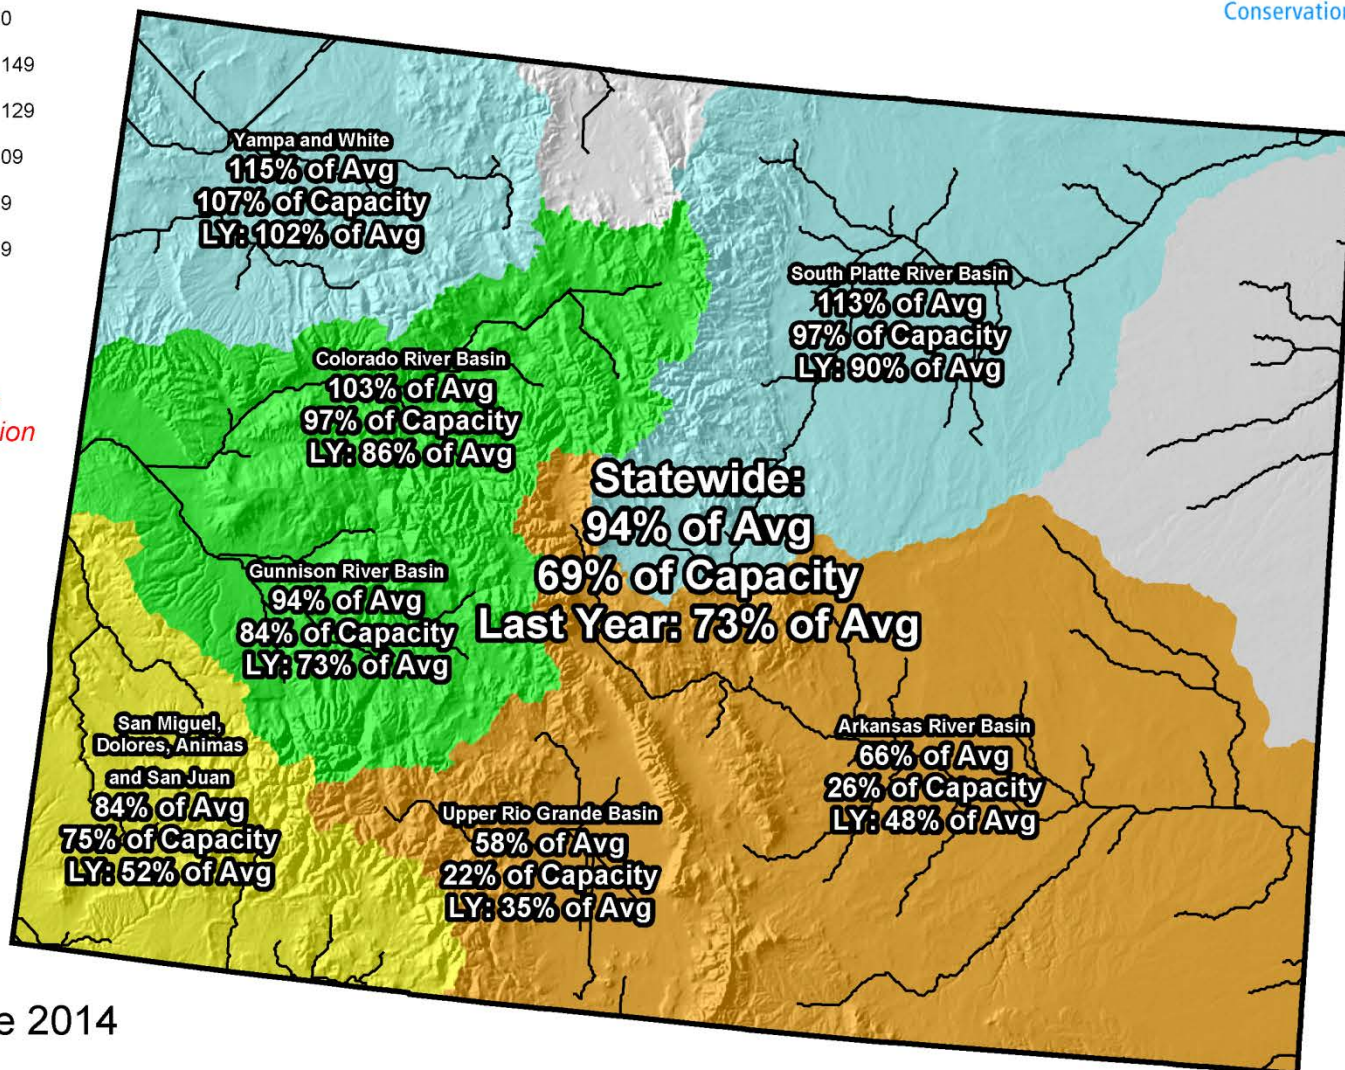 0
149
129
09
9
9
Conservation
ion
Yampa and White
115% of Avg
107% of Capacity
LY: 102% of Avg
South Platte River Basin
113% of Avg
97% of Capacity
LY: 90% of Avg
Colorado River Basin
103% of Avg
97% of Capacity
LY: 86% of Avg
Statewide:
94% of Avg
69% of Capacity
Last Year: 73% of Avg
Gunnison River Basin
94% of Avg
84% of Capacity
LY: 73% of Avg
San Miguel,
Dolores, Animas
and San Juan
84% of Avg
75% of Capacity
LY: 52% of Avg
Upper Rio Grande Basin
58% of Avg
22% of Capacity
LY: 35% of Avg
Arkansas River Basin
66% of Avg
26% of Capacity
LY: 48% of Avg
e 2014